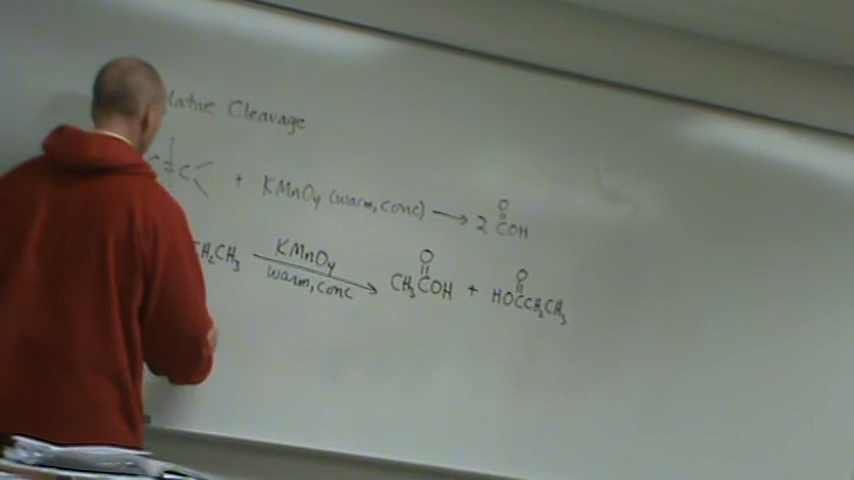 lative Cleavage
C + KMnO4 (warm, conc) → 2 COH
O
H2CH3 KMnO4 → CH3COH + HOCCH2CH3
warm, conc
O O